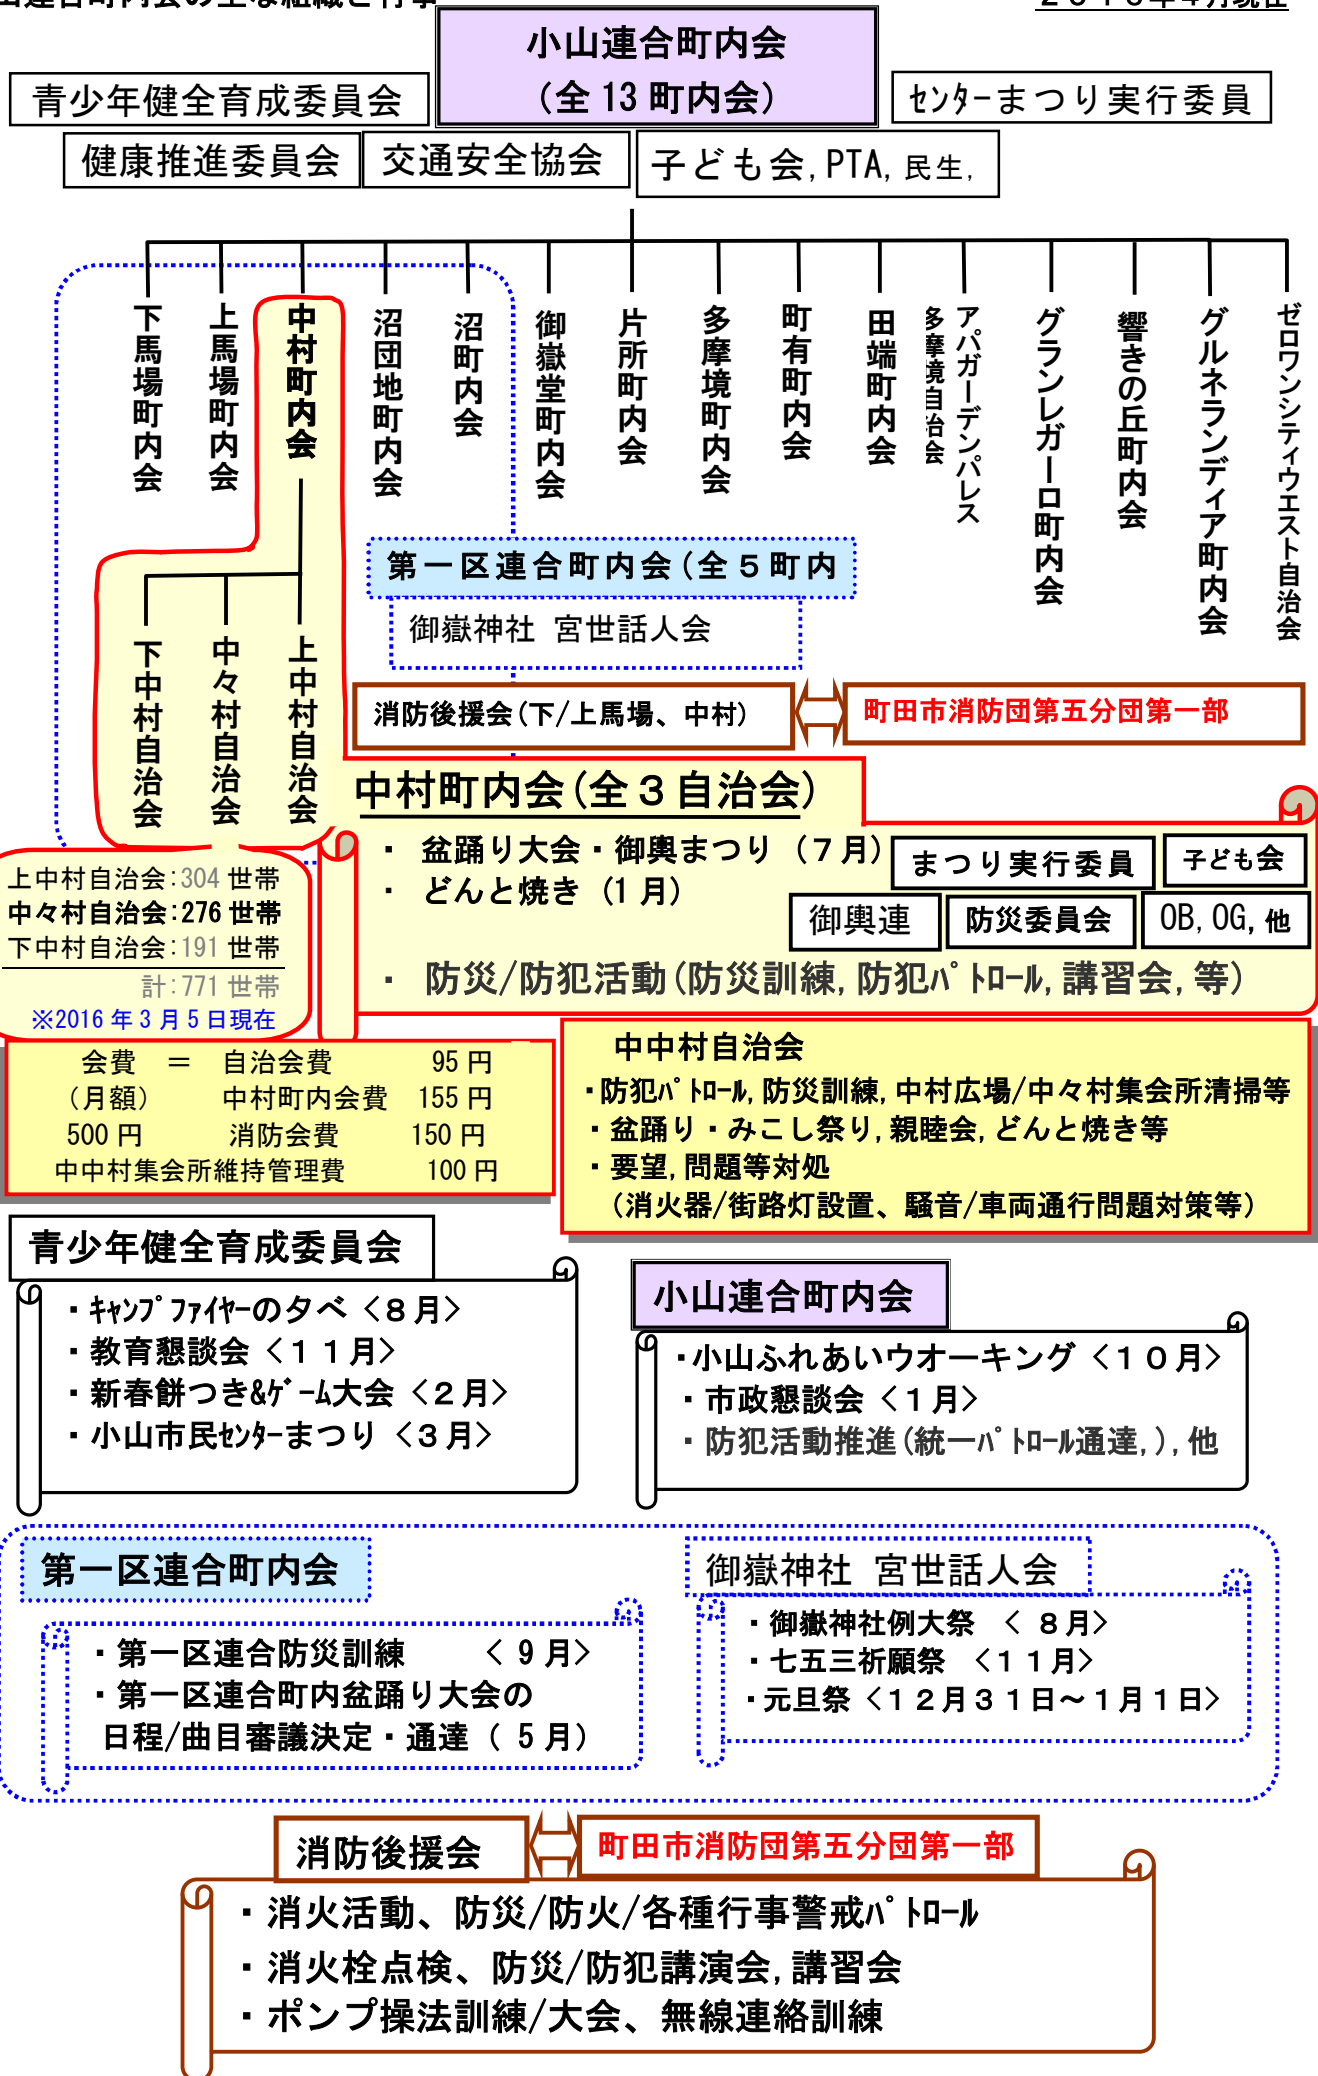 山連合町内会の主な組織と行事
小山連合町内会
(全 13 町内会)
青少年健全育成委員会
センターまつり実行委員
健康推進委員会
交通安全協会
子ども会, PTA, 民生,
下馬場町内会
上馬場町内会
中村町内会
沼団地町内会
沼町内会
御嶽堂町内会
片所町内会
多摩境町内会
町有町内会
田端町内会
アパガーデンパレス
多摩境自治会
グランレガーロ町内会
響きの丘町内会
グルネランディア町内会
ゼロワンシティウエスト自治会
第一区連合町内会(全５町内
御嶽神社 宮世話人会
下中村自治会
中々村自治会
上中村自治会
消防後援会(下/上馬場、中村)
町田市消防団第五分団第一部
中村町内会(全３自治会)
・ 盆踊り大会・御輿まつり (７月)
・ どんと焼き (1 月)
まつり実行委員
子ども会
御輿連
防災委員会
OB, OG, 他
・ 防災/防犯活動(防災訓練, 防犯パトロール, 講習会, 等)
上中村自治会:304 世帯
中々村自治会:276 世帯
下中村自治会:191 世帯
計:771 世帯
※2016 年 3 月 5 日現在
会費 ＝ 自治会費 95 円
(月額) 中村町内会費 155 円
500 円 消防会費 150 円
中中村集会所維持管理費 100 円
中中村自治会
・防犯パトロール, 防災訓練, 中村広場/中々村集会所清掃等
・盆踊り・みこし祭り, 親睦会, どんと焼き等
・要望, 問題等対処
(消火器/街路灯設置、騒音/車両通行問題対策等)
青少年健全育成委員会
・キャンプファイヤーの夕べ <８月>
・教育懇談会 <１１月>
・新春餅つき&ゲーム大会 <２月>
・小山市民センターまつり <３月>
小山連合町内会
・小山ふれあいウオーキング <１０月>
・市政懇談会 <１月>
・防犯活動推進(統一パトロール通達, ), 他
第一区連合町内会
・第一区連合防災訓練 < 9 月>
・第一区連合町内盆踊り大会の
日程/曲目審議決定・通達 ( 5 月)
御嶽神社 宮世話人会
・御嶽神社例大祭 < ８月>
・七五三祈願祭 <１１月>
・元旦祭 <１２月３１日～１月１日>
消防後援会
町田市消防団第五分団第一部
・消火活動、防災/防火/各種行事警戒パトロール
・消火栓点検、防災/防犯講演会, 講習会
・ポンプ操法訓練/大会、無線連絡訓練